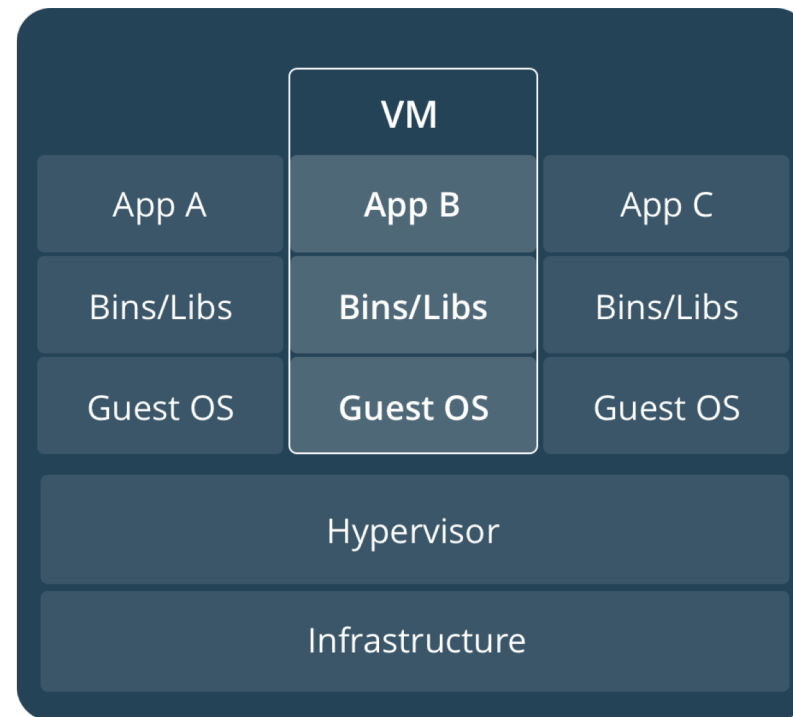 VM
App A App B App C
Bins/Libs Bins/Libs Bins/Libs
Guest OS Guest OS Guest OS
Hypervisor
Infrastructure